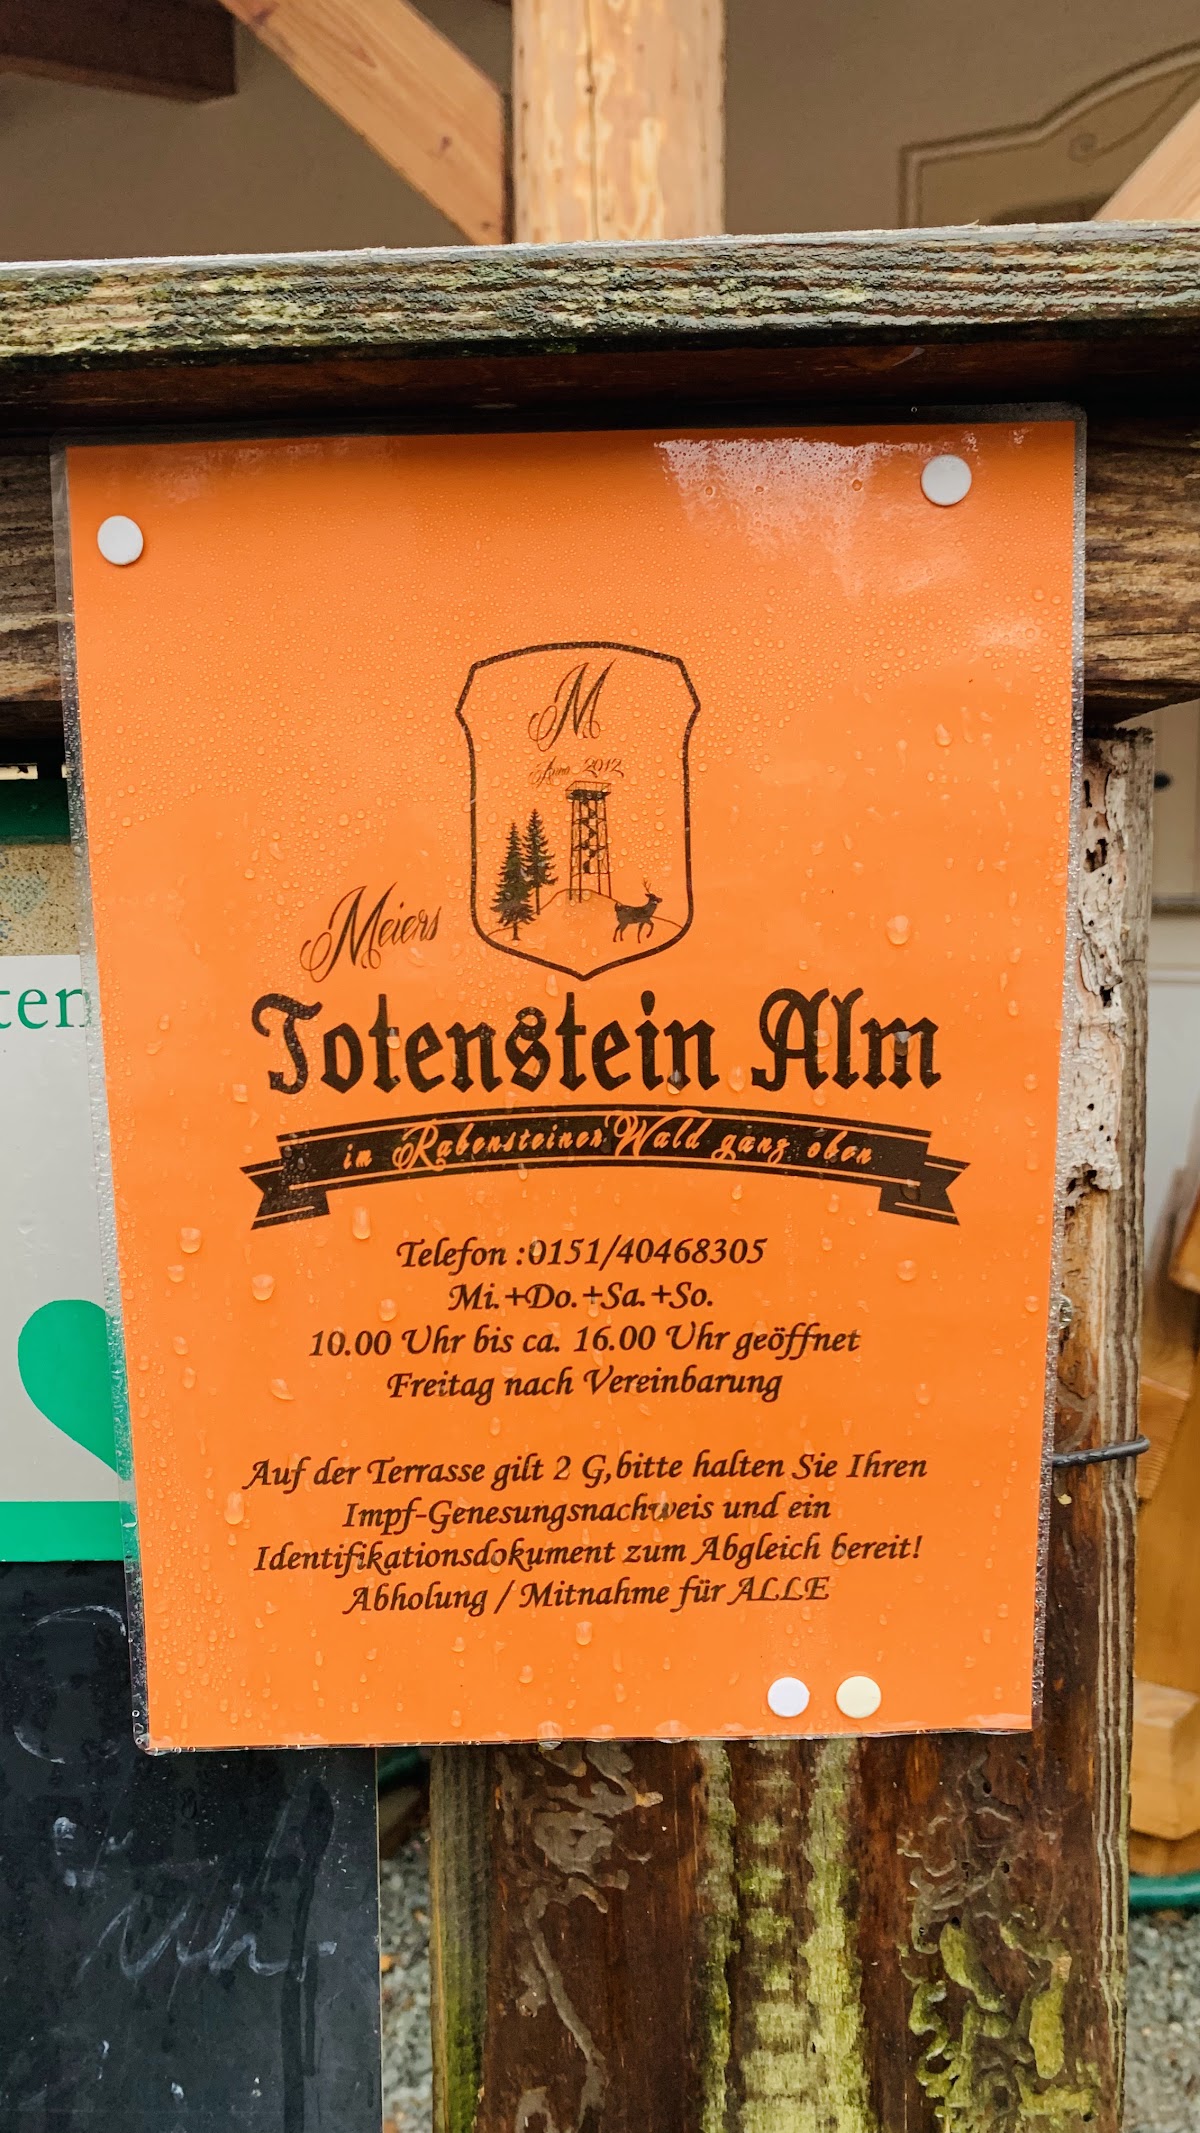 M
Anno 2012
Meiers
Totenstein Alm
im Rabensteiner Wald ganz oben
Telefon :0151/40468305
Mi.+Do.+Sa.+So.
10.00 Uhr bis ca. 16.00 Uhr geöffnet
Freitag nach Vereinbarung
Auf der Terrasse gilt 2 G,bitte halten Sie Ihren
Impf-Genesungsnachweis und ein
Identifikationsdokument zum Abgleich bereit!
Abholung / Mitnahme für ALLE